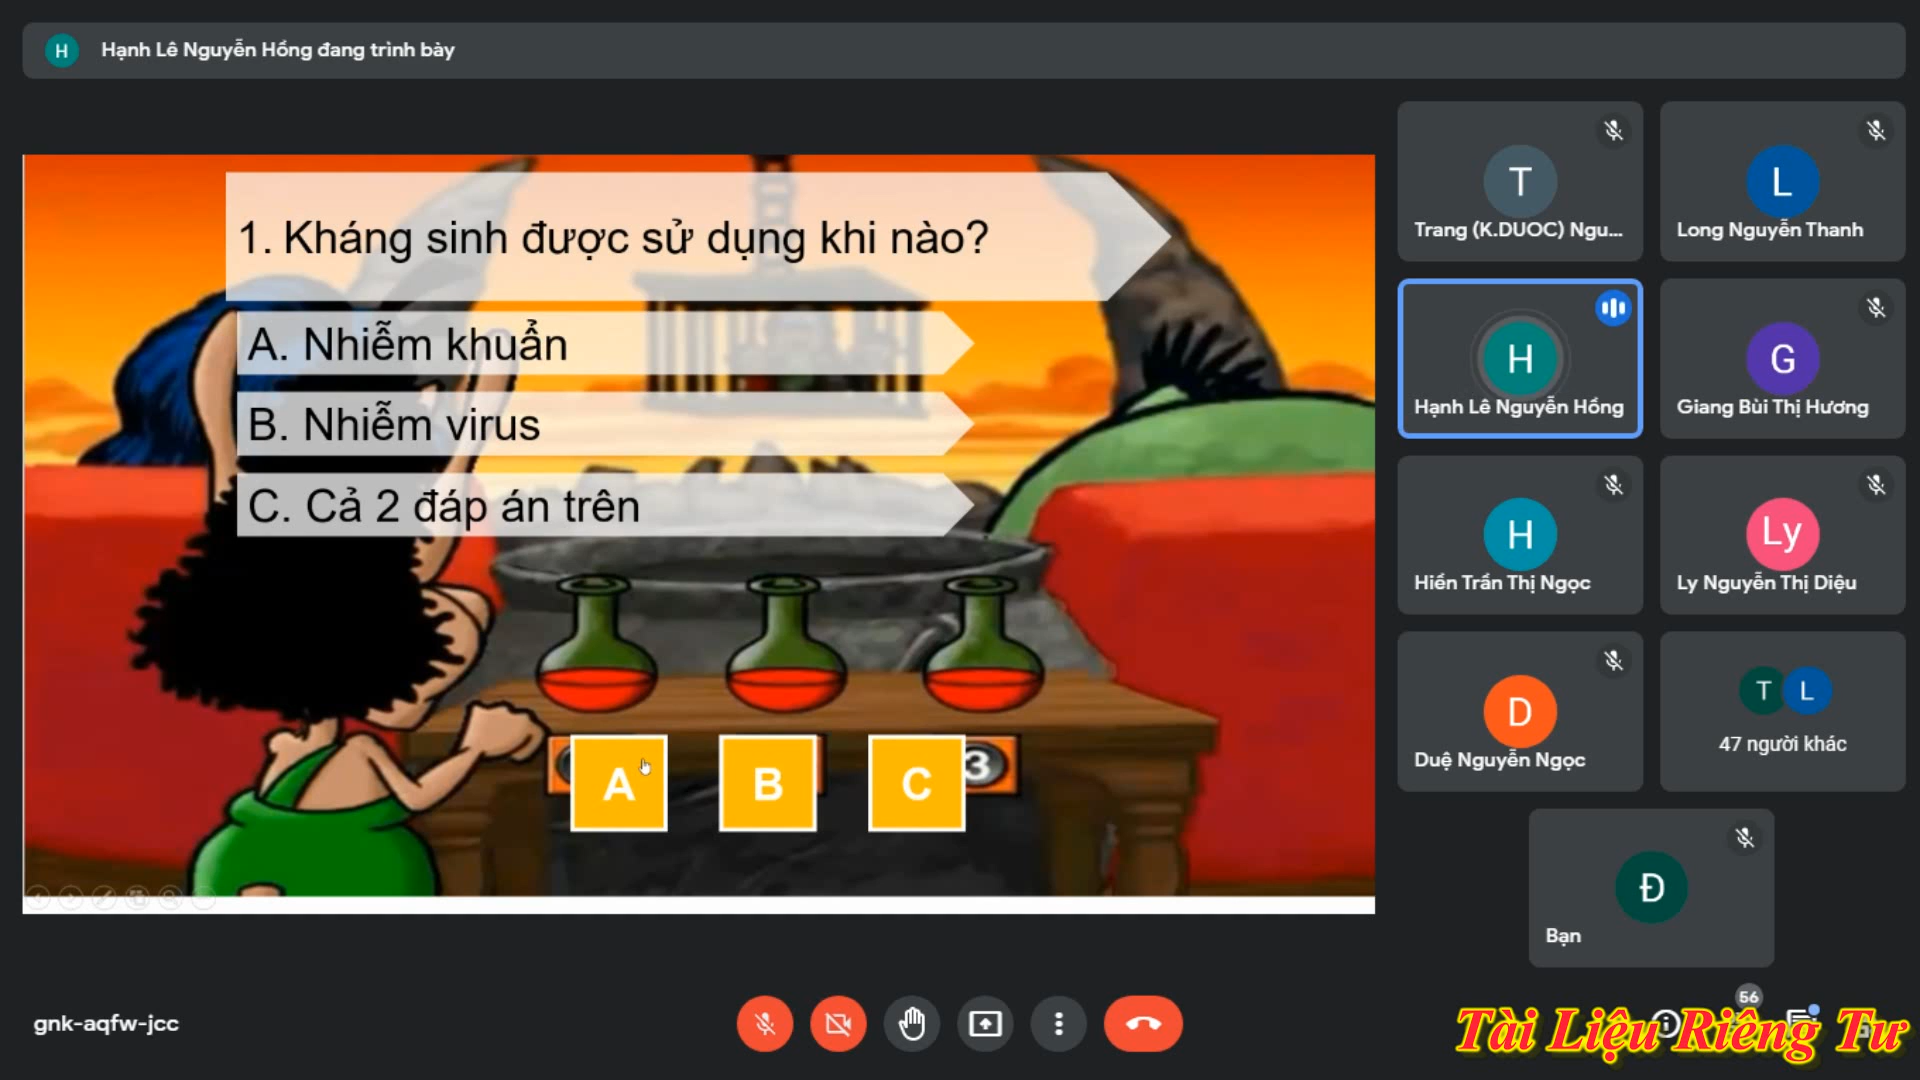 H Hạnh Lê Nguyễn Hồng đang trình bày
1. Kháng sinh được sử dụng khi nào?
A. Nhiễm khuẩn
B. Nhiễm virus
C. Cả 2 đáp án trên
A
B
C
3
T
Trang (K.DUOC) Ngu...
L
Long Nguyễn Thanh
H
Hạnh Lê Nguyễn Hồng
G
Giang Bùi Thị Hương
H
Hiền Trần Thị Ngọc
Ly
Ly Nguyễn Thị Diệu
D
Duệ Nguyễn Ngọc
T L
47 người khác
Đ
Bạn
gnk-aqfw-jcc
56
Tài Liệu Riêng Tư